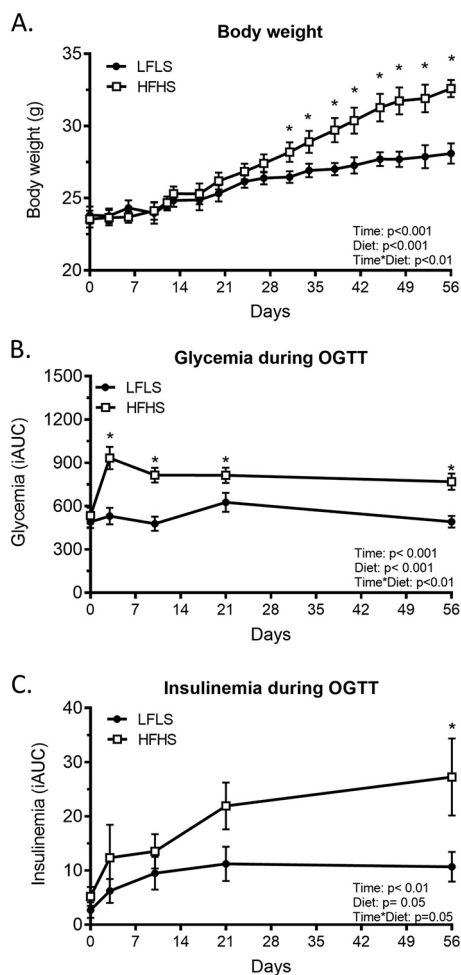 A.
Body weight
LFLS
HFHS
Body weight (g)
35
30
25
20
* * * * * * * *
Time: p<0.001
Diet: p<0.001
Time*Diet: p<0.01
0 7 14 21 28 35 42 49 56
Days
B.
Glycemia during OGTT
LFLS
HFHS
Glycemia (iAUC)
1500
1200
900
600
300
0
* * * *
Time: p< 0.001
Diet: p< 0.001
Time*Diet: p<0.01
0 7 14 21 28 35 42 49 56
Days
C.
Insulinemia during OGTT
LFLS
HFHS
Insulinemia (iAUC)
40
30
20
10
0
*
Time: p< 0.01
Diet: p= 0.05
Time*Diet: p=0.05
0 7 14 21 28 35 42 49 56
Days